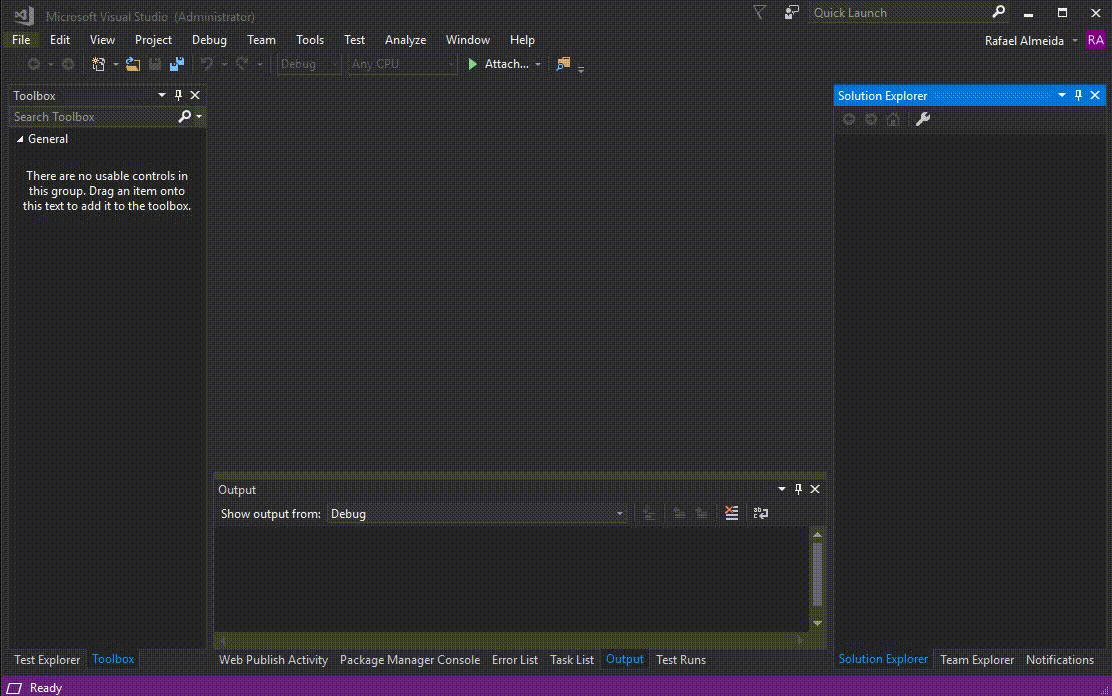 Microsoft Visual Studio (Administrator)
Quick Launch
File Edit View Project Debug Team Tools Test Analyze Window Help
Rafael Almeida RA
Debug Any CPU Attach...
Toolbox
Search Toolbox
General
There are no usable controls in
this group. Drag an item onto
this text to add it to the toolbox.
Test Explorer Toolbox
Output
Show output from: Debug
Web Publish Activity Package Manager Console Error List Task List Output Test Runs
Solution Explorer
Solution Explorer Team Explorer Notifications
Ready